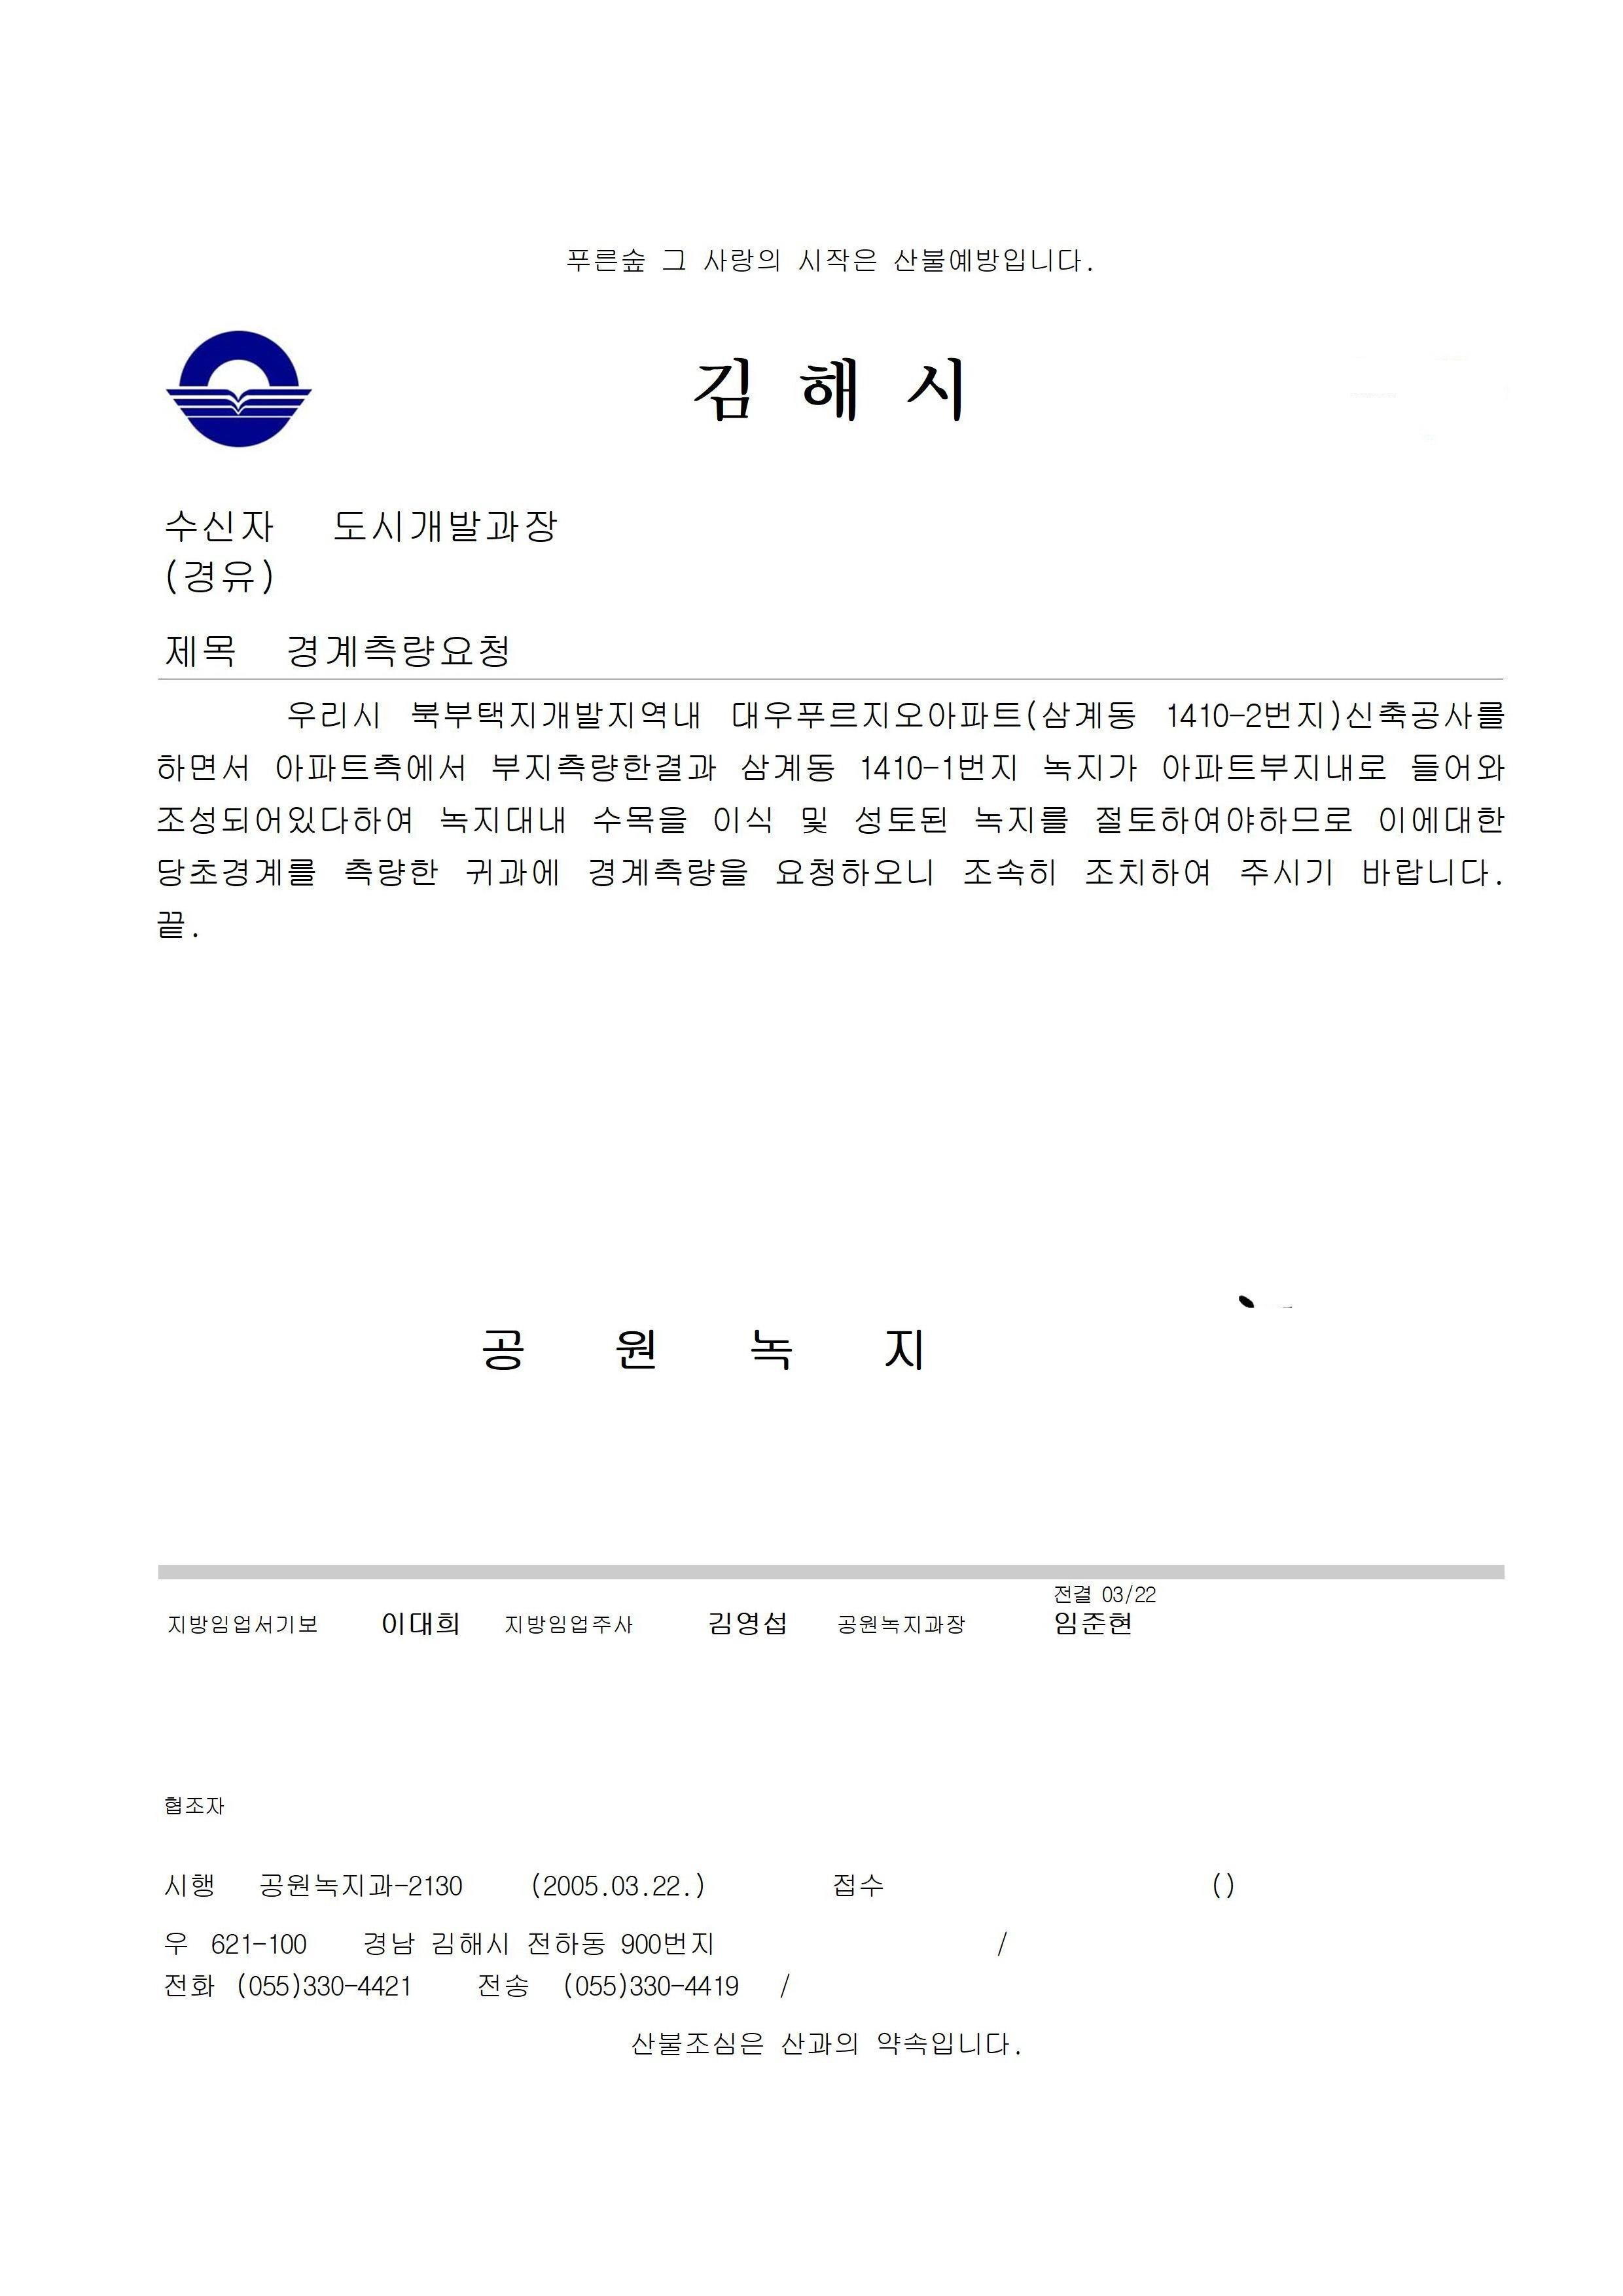 푸른숲 그 사랑의 시작은 산불예방입니다.
김 해 시
수신자 도시개발과장
(경유)
제목 경계측량요청
우리시 북부택지개발지역내 대우푸르지오아파트(삼계동 1410-2번지)신축공사를
하면서 아파트측에서 부지측량한결과 삼계동 1410-1번지 녹지가 아파트부지내로 들어와
조성되어있다하여 녹지대내 수목을 이식 및 성토된 녹지를 절토하여야하므로 이에대한
당초경계를 측량한 귀과에 경계측량을 요청하오니 조속히 조치하여 주시기 바랍니다.
끝.
공 원 녹 지
전결 03/22
지방임업서기보 이대희 지방임업주사 김영섭 공원녹지과장 임준현
협조자
시행 공원녹지과-2130 (2005.03.22.) 접수 ()
우 621-100 경남 김해시 전하동 900번지 /
전화 (055)330-4421 전송 (055)330-4419 /
산불조심은 산과의 약속입니다.